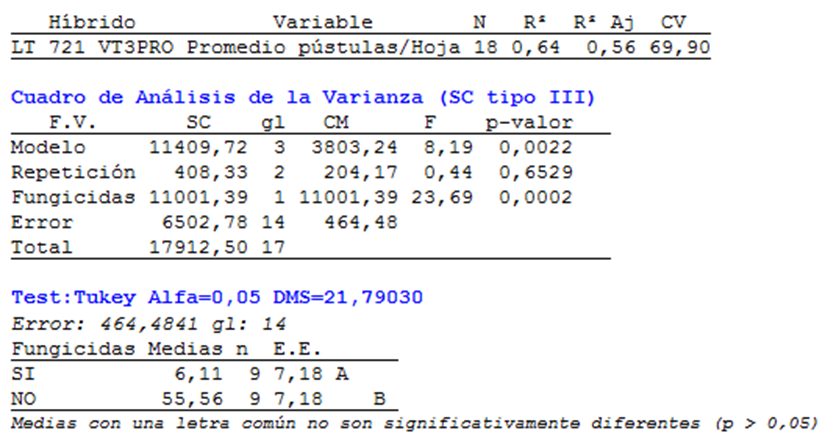 Híbrido Variable N R² R² Aj CV
LT 721 VT3PRO Promedio pústulas/Hoja 18 0,64 0,56 69,90
Cuadro de Análisis de la Varianza (SC tipo III)
F.V. SC gl CM F p-valor
Modelo 11409,72 3 3803,24 8,19 0,0022
Repetición 408,33 2 204,17 0,44 0,6529
Fungicidas 11001,39 1 11001,39 23,69 0,0002
Error 6502,78 14 464,48
Total 17912,50 17
Test:Tukey Alfa=0,05 DMS=21,79030
Error: 464,4841 gl: 14
Fungicidas Medias n E.E.
SI 6,11 9 7,18 A
NO 55,56 9 7,18 B
Medias con una letra común no son significativamente diferentes (p > 0,05)